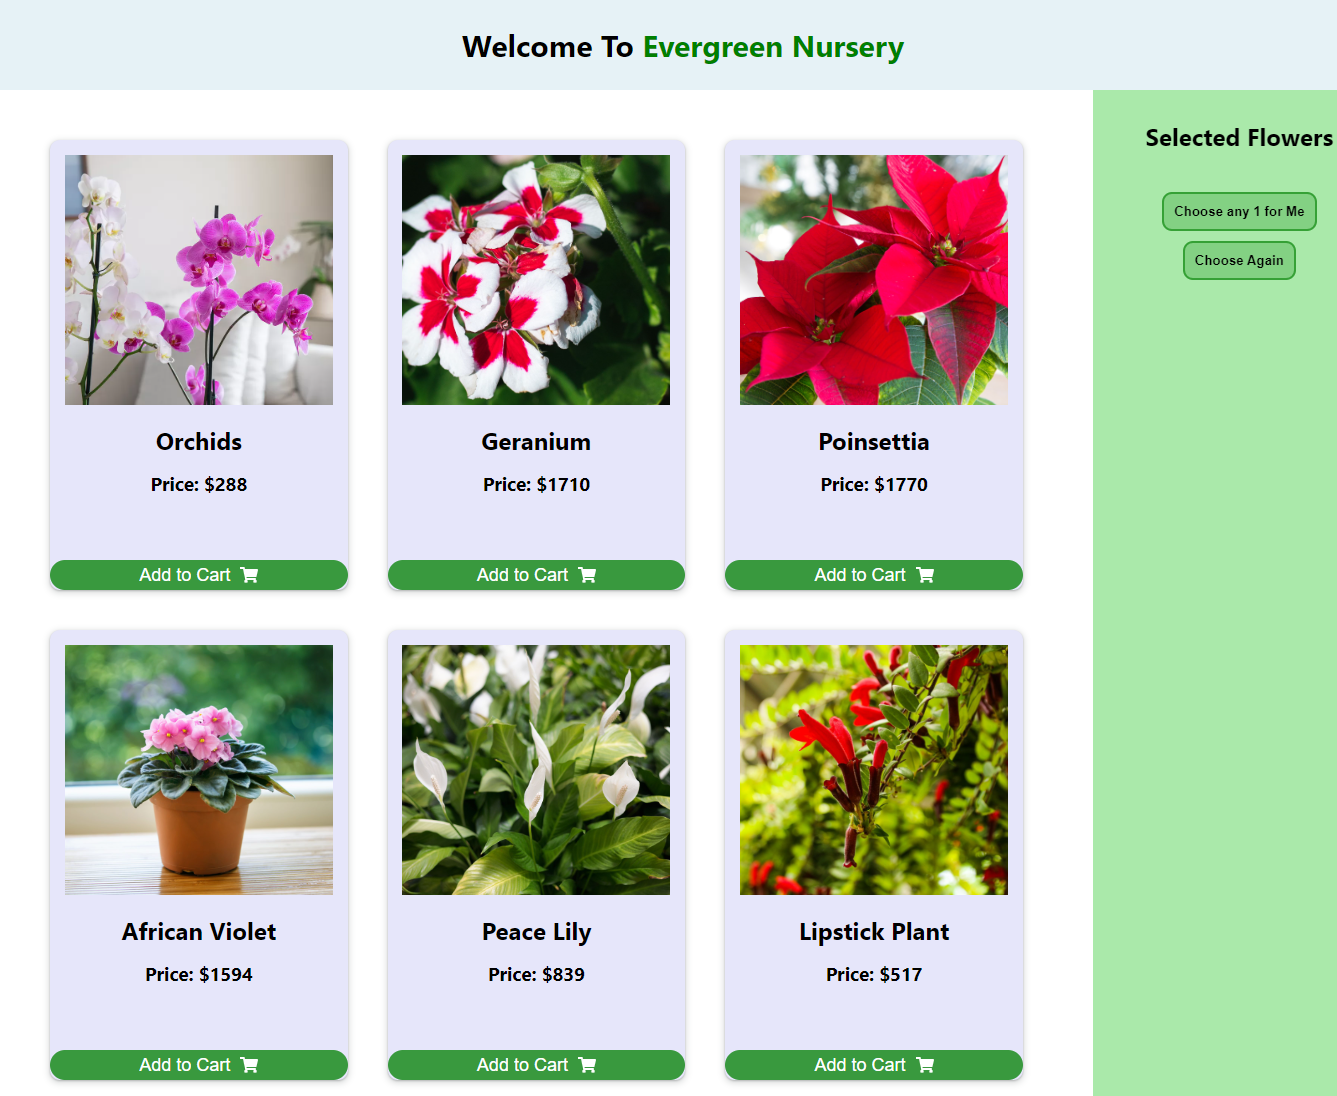 Welcome To Evergreen Nursery
Selected Flowers
Choose any 1 for Me
Choose Again
Orchids
Price: $288
Add to Cart
Geranium
Price: $1710
Add to Cart
Poinsettia
Price: $1770
Add to Cart
African Violet
Price: $1594
Add to Cart
Peace Lily
Price: $839
Add to Cart
Lipstick Plant
Price: $517
Add to Cart